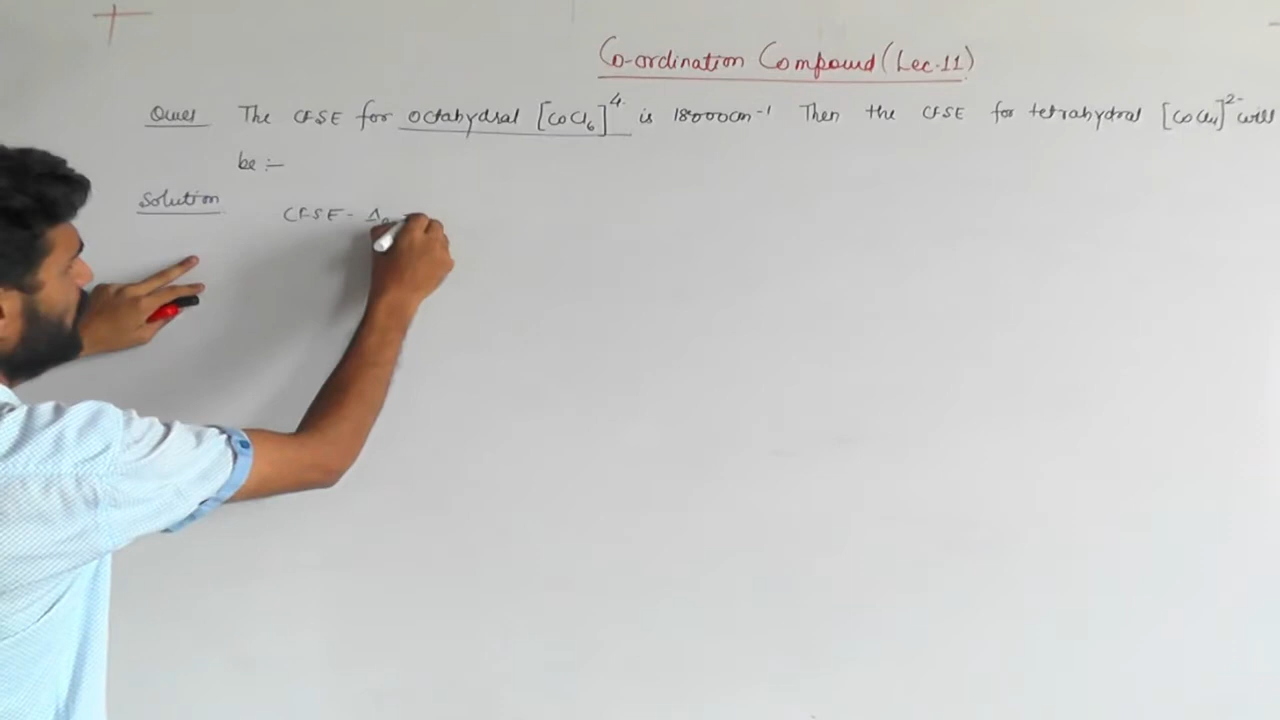 Co-ordination Compound (Lec.11)
Ques The CFSE for octahydral [CoCl6]4- is 18000cm-1 Then the CFSE for tetrahydral [CoCl4]2- will
be :-
Solution CFSE - Δo